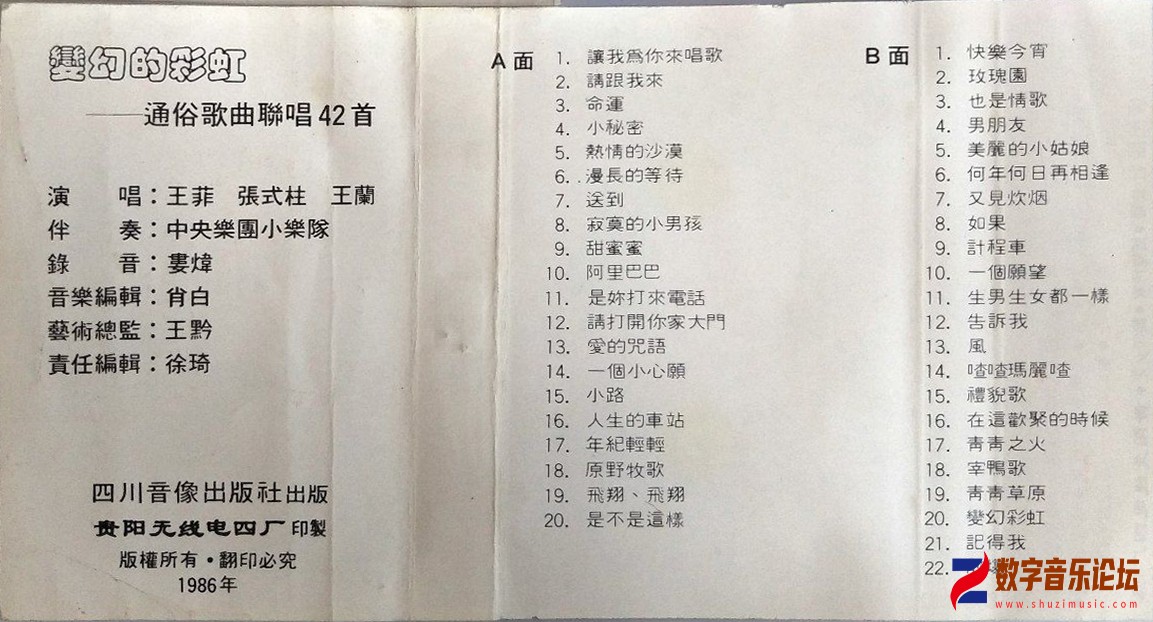 變幻的彩虹
——通俗歌曲聯唱42首
演 唱：王菲 張式柱 王蘭
伴 奏：中央樂團小樂隊
錄 音：婁煒
音樂編輯：肖白
藝術總監：王黔
責任編輯：徐琦
四川音像出版社出版
贵阳无线电四厂印製
版權所有·翻印必究
1986年
A面
1. 讓我爲你來唱歌
2. 請跟我來
3. 命運
4. 小秘密
5. 熱情的沙漠
6. 漫長的等待
7. 送到
8. 寂寞的小男孩
9. 甜蜜蜜
10. 阿里巴巴
11. 是妳打來電話
12. 請打開你家大門
13. 愛的咒語
14. 一個小心願
15. 小路
16. 人生的車站
17. 年紀輕輕
18. 原野牧歌
19. 飛翔、飛翔
20. 是不是這樣
B面
1. 快樂今宵
2. 玫瑰園
3. 也是情歌
4. 男朋友
5. 美麗的小姑娘
6. 何年何日再相逢
7. 又見炊烟
8. 如果
9. 計程車
10. 一個願望
11. 生男生女都一樣
12. 告訴我
13. 風
14. 喳喳瑪麗喳
15. 禮貌歌
16. 在這歡聚的時候
17. 靑靑之火
18. 宰鴨歌
19. 靑靑草原
20. 變幻彩虹
21. 記得我
22.
数字音乐论坛
www.shuzimusic.com